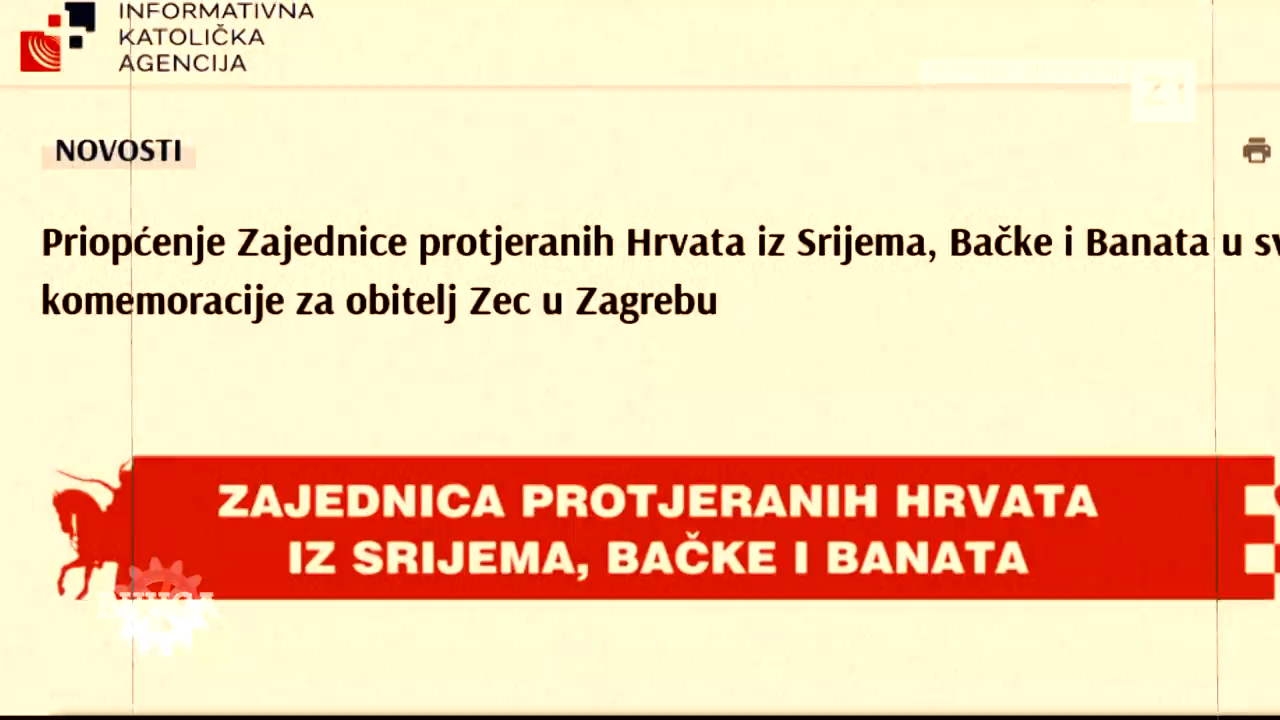 INFORMATIVNA
KATOLIČKA
AGENCIJA
Z1
NOVOSTI
Priopćenje Zajednice protjeranih Hrvata iz Srijema, Bačke i Banata u
komemoracije za obitelj Zec u Zagrebu
ZAJEDNICA PROTJERANIH HRVATA
IZ SRIJEMA, BAČKE I BANATA